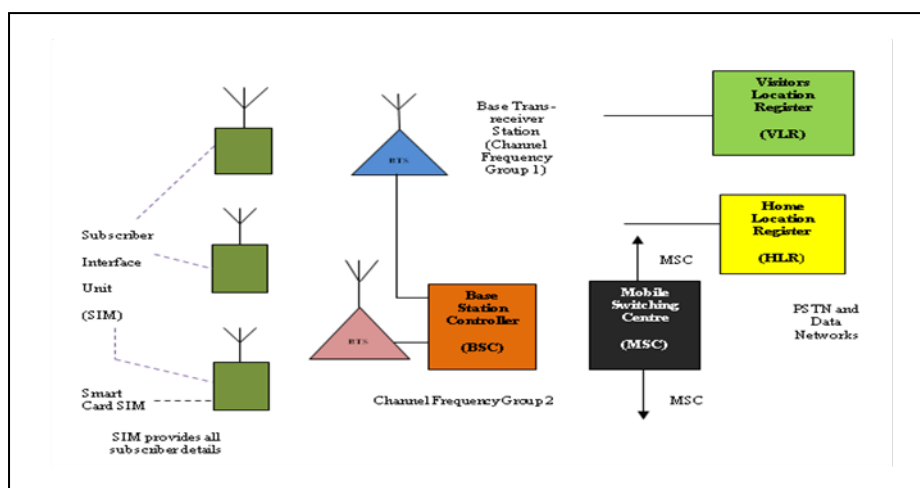 Subscriber
Interface
Unit
(SIM)
Smart
Card SIM
SIM provides all
subscriber details
BTS
BTS
Base Trans-
receiver
Station
(Channel
Frequency
Group 1)
Base
Station
Controller
(BSC)
Channel Frequency Group 2
Visitors
Location
Register
(VLR)
Home
Location
Register
(HLR)
MSC
Mobile
Switching
Centre
(MSC)
MSC
PSTN and
Data
Networks